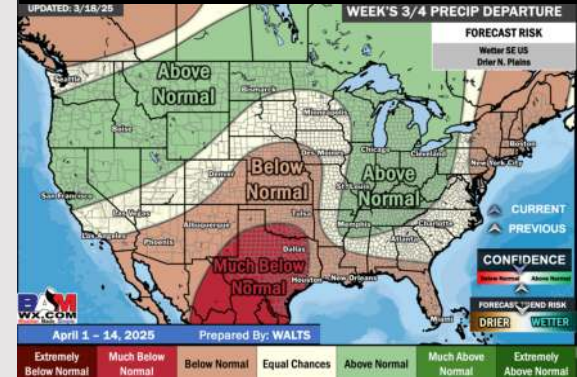 UPDATED: 3/18/25
WEEK'S 3/4 PRECIP DEPARTURE
FORECAST RISK
Wetter SE US
Drier N. Plains
Seattle
Above
Normal
Bismarck
Minneapolis
Boise
Boston
Des Moines
Chicago
Cleveland
New York City
Denver
Below
Normal
Above
Normal
St. Louis
San Francisco
Las Vegas
Tulsa
Memphis
Charlotte
CURRENT
PREVIOUS
Los Angeles
Albuquerque
Atlanta
Phoenix
Dallas
CONFIDENCE
Below Normal
Above Normal
Much Below
Normal
Houston
New Orleans
FORECAST TREND RISK
DRIER
WETTER
Miami
BAM
WX.COM
April 1 – 14, 2025
Prepared By: WALTS
Extremely
Below Normal
Much Below
Normal
Below Normal
Equal Chances
Above Normal
Much Above
Normal
Extremely
Above Normal